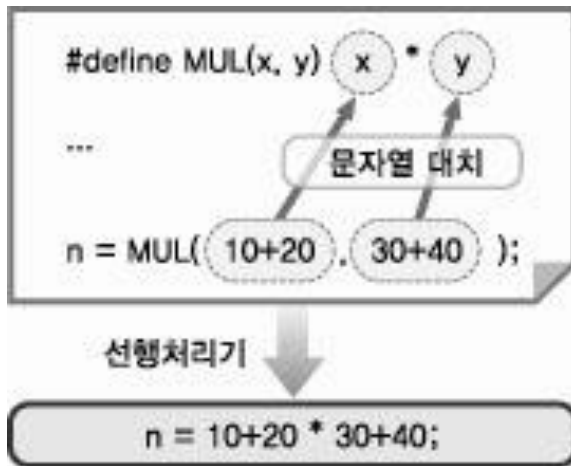 #define MUL(x, y) x * y
...
문자열 대치
n = MUL( 10+20 , 30+40 );
선행처리기
n = 10+20 * 30+40;